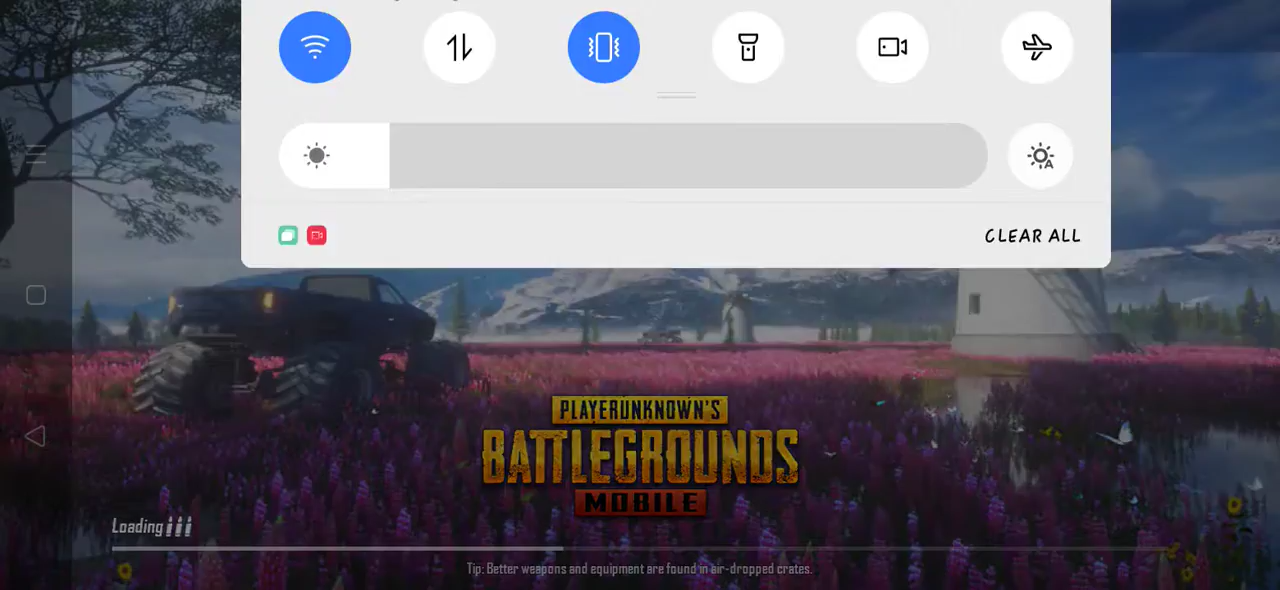 CLEAR ALL
PLAYERUNKNOWN'S
BATTLEGROUNDS
MOBILE
Loading
Tip: Better weapons and equipment are found in air-dropped crates.